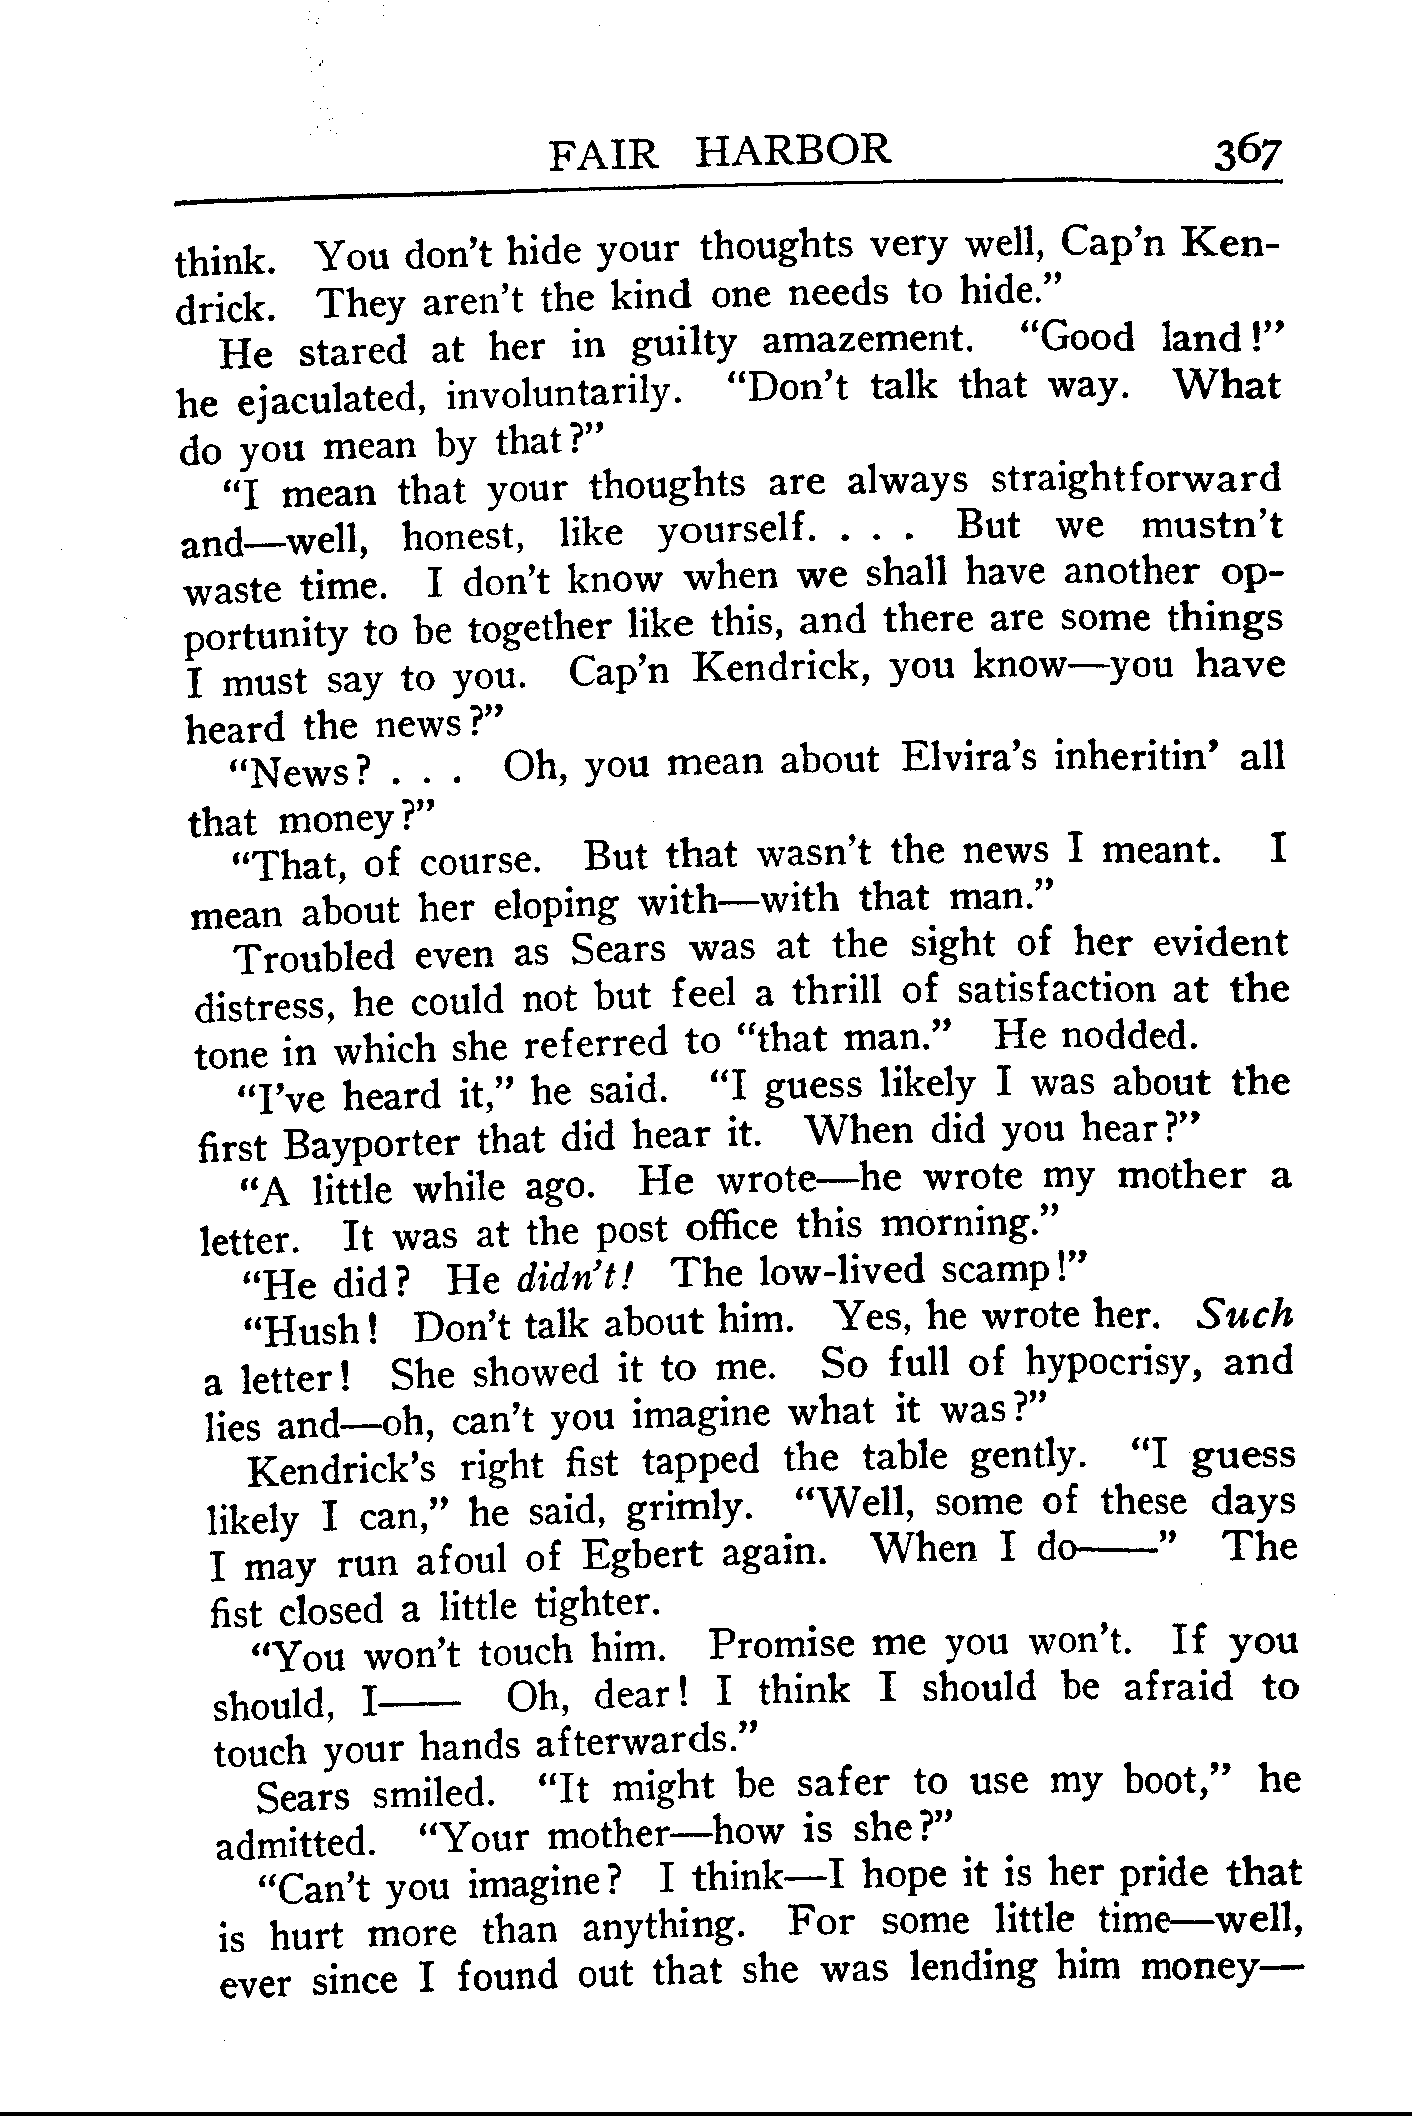 FAIR HARBOR 367
think. You don't hide your thoughts very well, Cap'n Ken-
drick. They aren't the kind one needs to hide.”
He stared at her in guilty amazement. “Good land!”
he ejaculated, involuntarily. “Don't talk that way. What
do you mean by that?”
“I mean that your thoughts are always straightforward
and—well, honest, like yourself. . . . But we mustn't
waste time. I don't know when we shall have another op-
portunity to be together like this, and there are some things
I must say to you. Cap'n Kendrick, you know—you have
heard the news?”
“News? . . . Oh, you mean about Elvira's inheritin' all
that money?”
“That, of course. But that wasn't the news I meant. I
mean about her eloping with—with that man.”
Troubled even as Sears was at the sight of her evident
distress, he could not but feel a thrill of satisfaction at the
tone in which she referred to “that man.” He nodded.
“I've heard it,” he said. “I guess likely I was about the
first Bayporter that did hear it. When did you hear?”
“A little while ago. He wrote—he wrote my mother a
letter. It was at the post office this morning.”
“He did? He didn't! The low-lived scamp!”
“Hush! Don't talk about him. Yes, he wrote her. Such
a letter! She showed it to me. So full of hypocrisy, and
lies and—oh, can't you imagine what it was?”
Kendrick's right fist tapped the table gently. “I guess
likely I can,” he said, grimly. “Well, some of these days
I may run afoul of Egbert again. When I do——” The
fist closed a little tighter.
“You won't touch him. Promise me you won't. If you
should, I—— Oh, dear! I think I should be afraid to
touch your hands afterwards.”
Sears smiled. “It might be safer to use my boot,” he
admitted. “Your mother—how is she?”
“Can't you imagine? I think—I hope it is her pride that
is hurt more than anything. For some little time—well,
ever since I found out that she was lending him money—